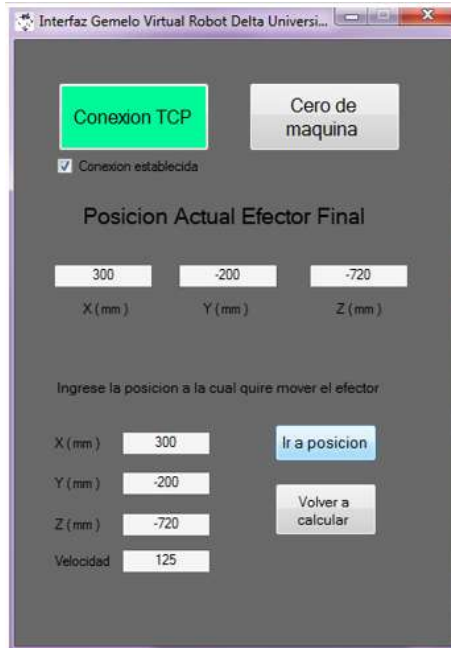 Interfaz Gemelo Virtual Robot Delta Universi...
Conexion TCP
Cero de
maquina
Conexion establecida
Posicion Actual Efector Final
300 -200 -720
X ( mm ) Y ( mm ) Z ( mm )
Ingrese la posicion a la cual quire mover el efector
X ( mm ) 300
Ir a posicion
Y ( mm ) -200
Volver a
calcular
Z ( mm ) -720
Velocidad 125